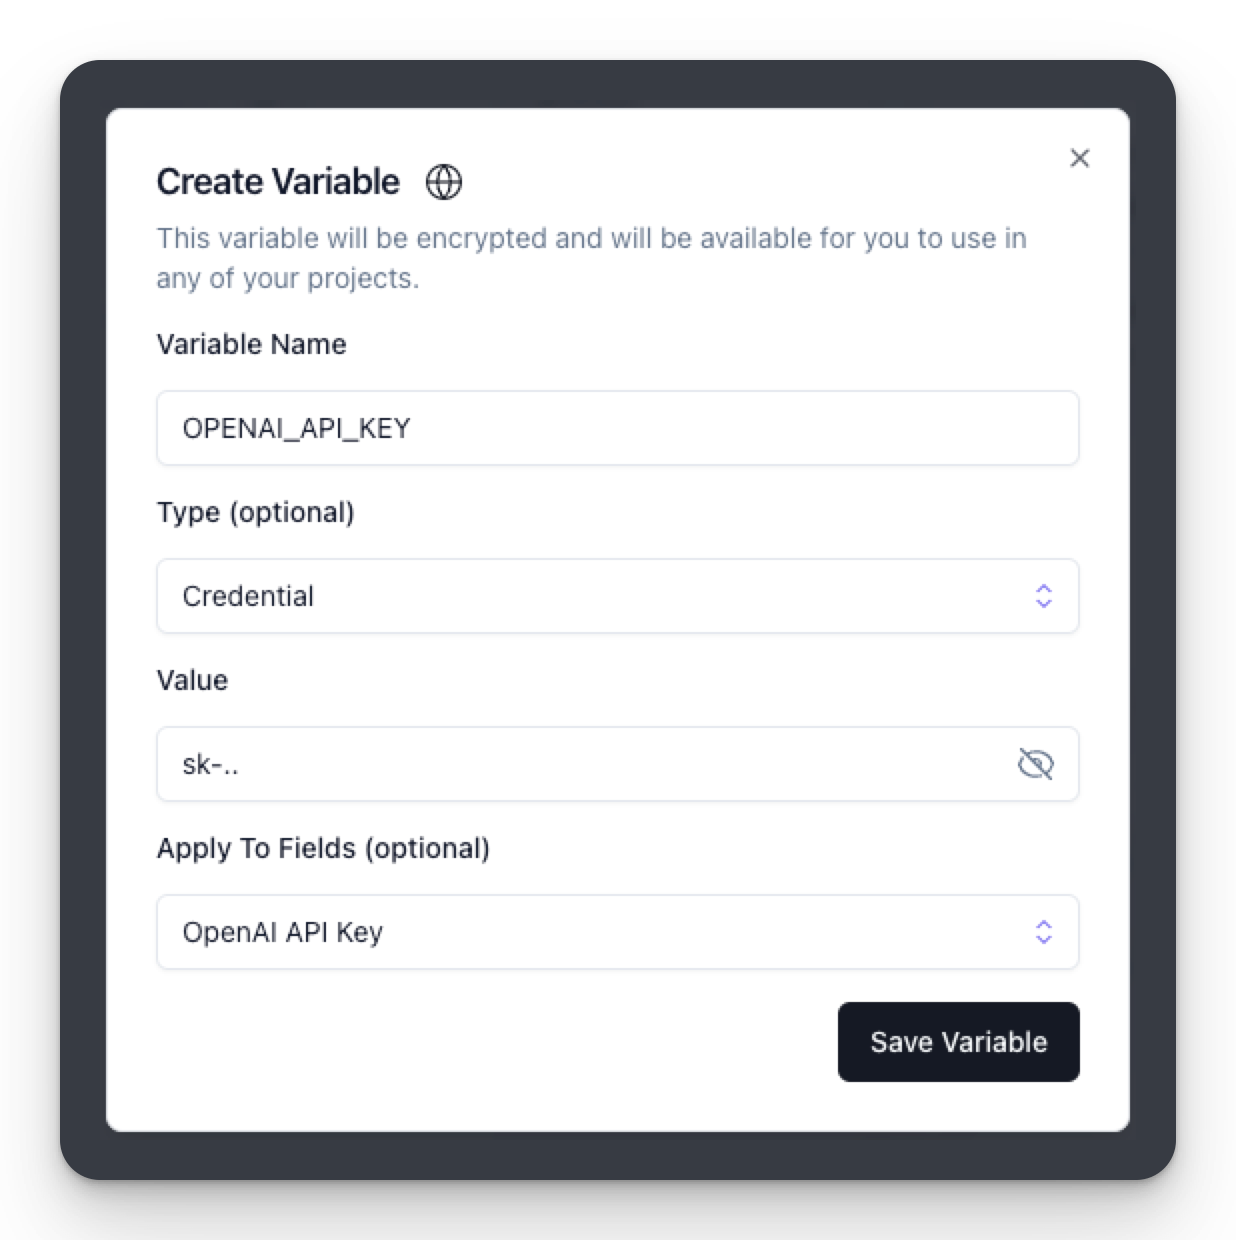 Create Variable
This variable will be encrypted and will be available for you to use in
any of your projects.
Variable Name
OPENAI_API_KEY
Type (optional)
Credential
Value
sk-..
Apply To Fields (optional)
OpenAI API Key
Save Variable